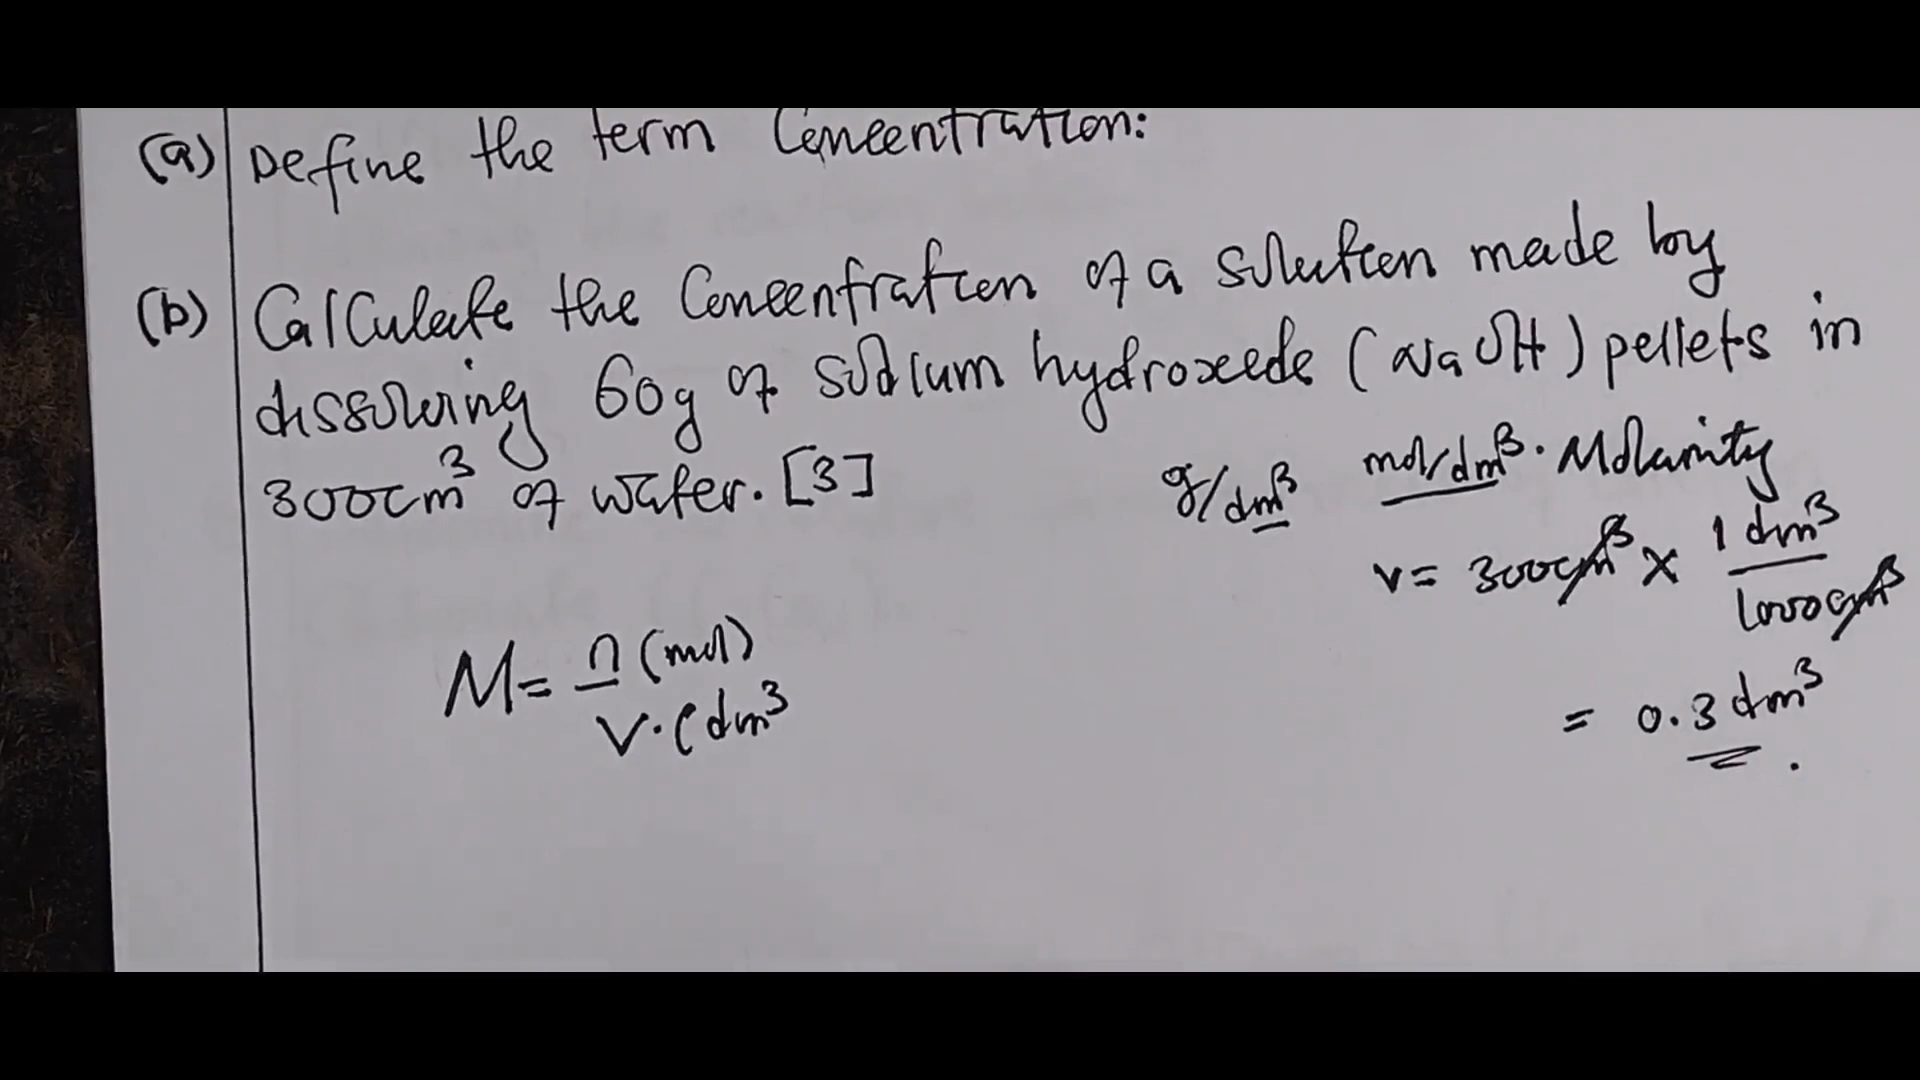 (a) Define the term Concentration:
(b) Calculate the Concentration of a solution made by
dissolving 60g of sodium hydroxide (NaOH) pellets in
300cm³ of water. [3]
g/dm³ mol/dm³. Molarity
v = 300cm³ × 1dm³
1000cm³
= 0.3 dm³.
M = n (mol)
V. (dm³